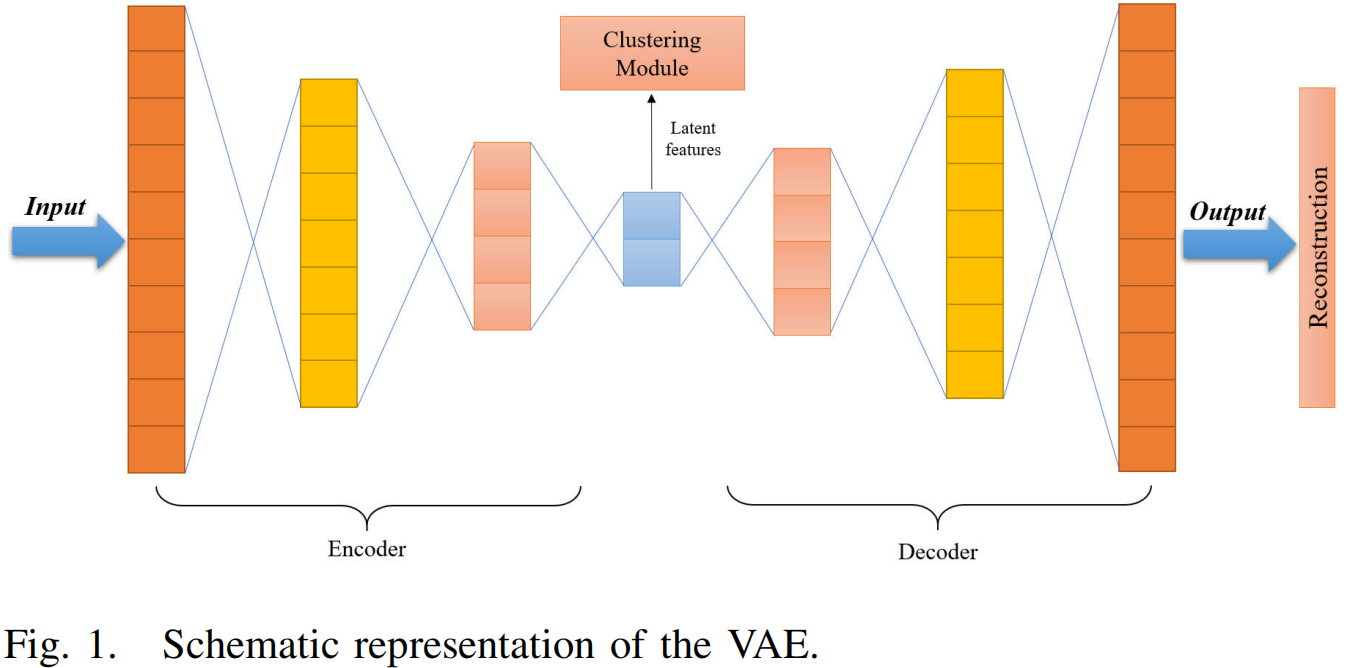 Clustering
Module
Latent
features
Input
Output
Reconstruction
Encoder
Decoder
Fig. 1. Schematic representation of the VAE.